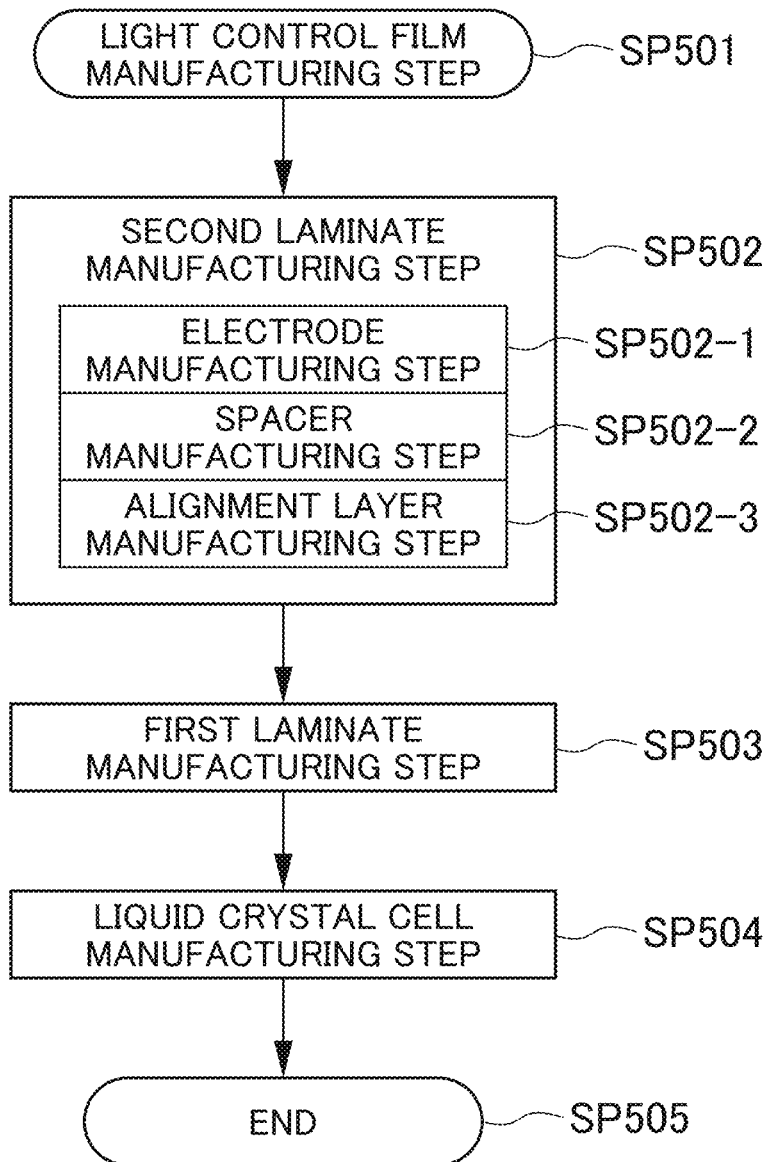 LIGHT CONTROL FILM
MANUFACTURING STEP
SP501
SECOND LAMINATE
MANUFACTURING STEP
SP502
ELECTRODE
MANUFACTURING STEP
SP502-1
SPACER
MANUFACTURING STEP
SP502-2
ALIGNMENT LAYER
MANUFACTURING STEP
SP502-3
FIRST LAMINATE
MANUFACTURING STEP
SP503
LIQUID CRYSTAL CELL
MANUFACTURING STEP
SP504
END
SP505